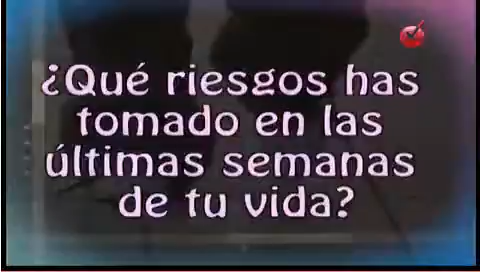 ¿Qué riesgos has
tomado en las
últimas semanas
de tu vida?